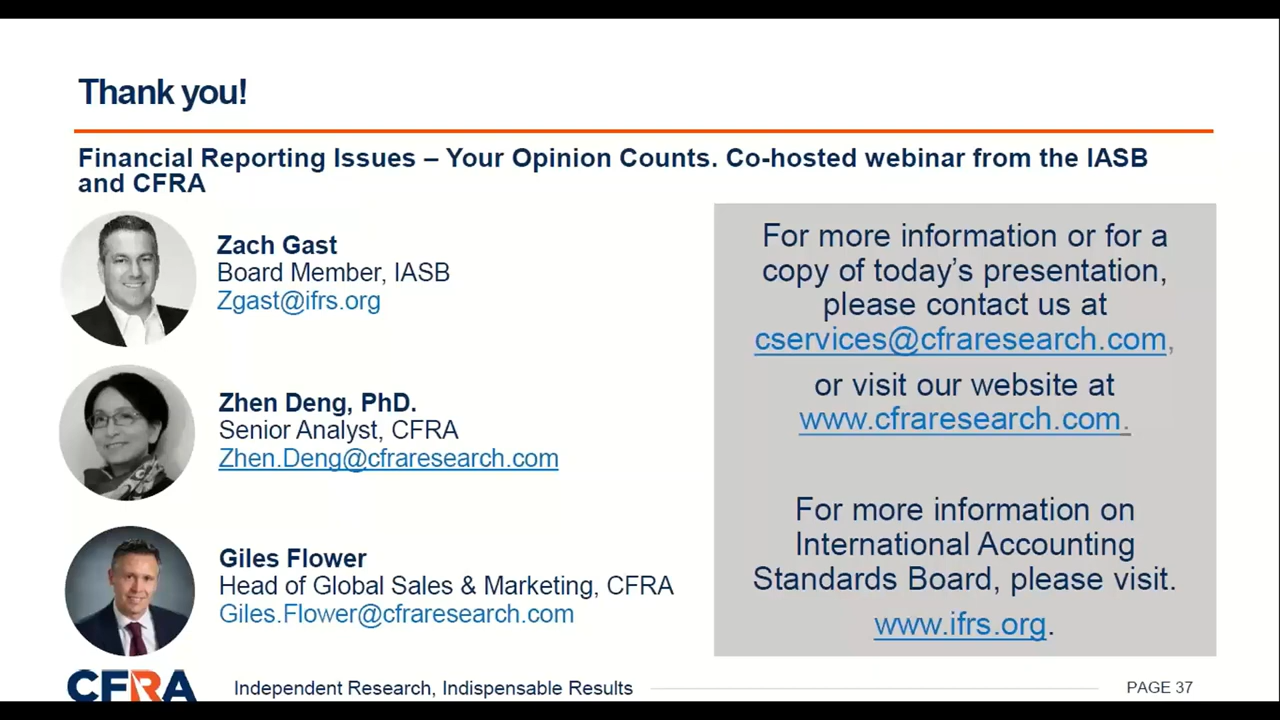 Thank you!
Financial Reporting Issues – Your Opinion Counts. Co-hosted webinar from the IASB
and CFRA
Zach Gast
Board Member, IASB
Zgast@ifrs.org
Zhen Deng, PhD.
Senior Analyst, CFRA
Zhen.Deng@cfraresearch.com
Giles Flower
Head of Global Sales & Marketing, CFRA
Giles.Flower@cfraresearch.com
For more information or for a
copy of today’s presentation,
please contact us at
cservices@cfraresearch.com,
or visit our website at
www.cfraresearch.com.
For more information on
International Accounting
Standards Board, please visit.
www.ifrs.org.
CFRA
Independent Research, Indispensable Results
PAGE 37